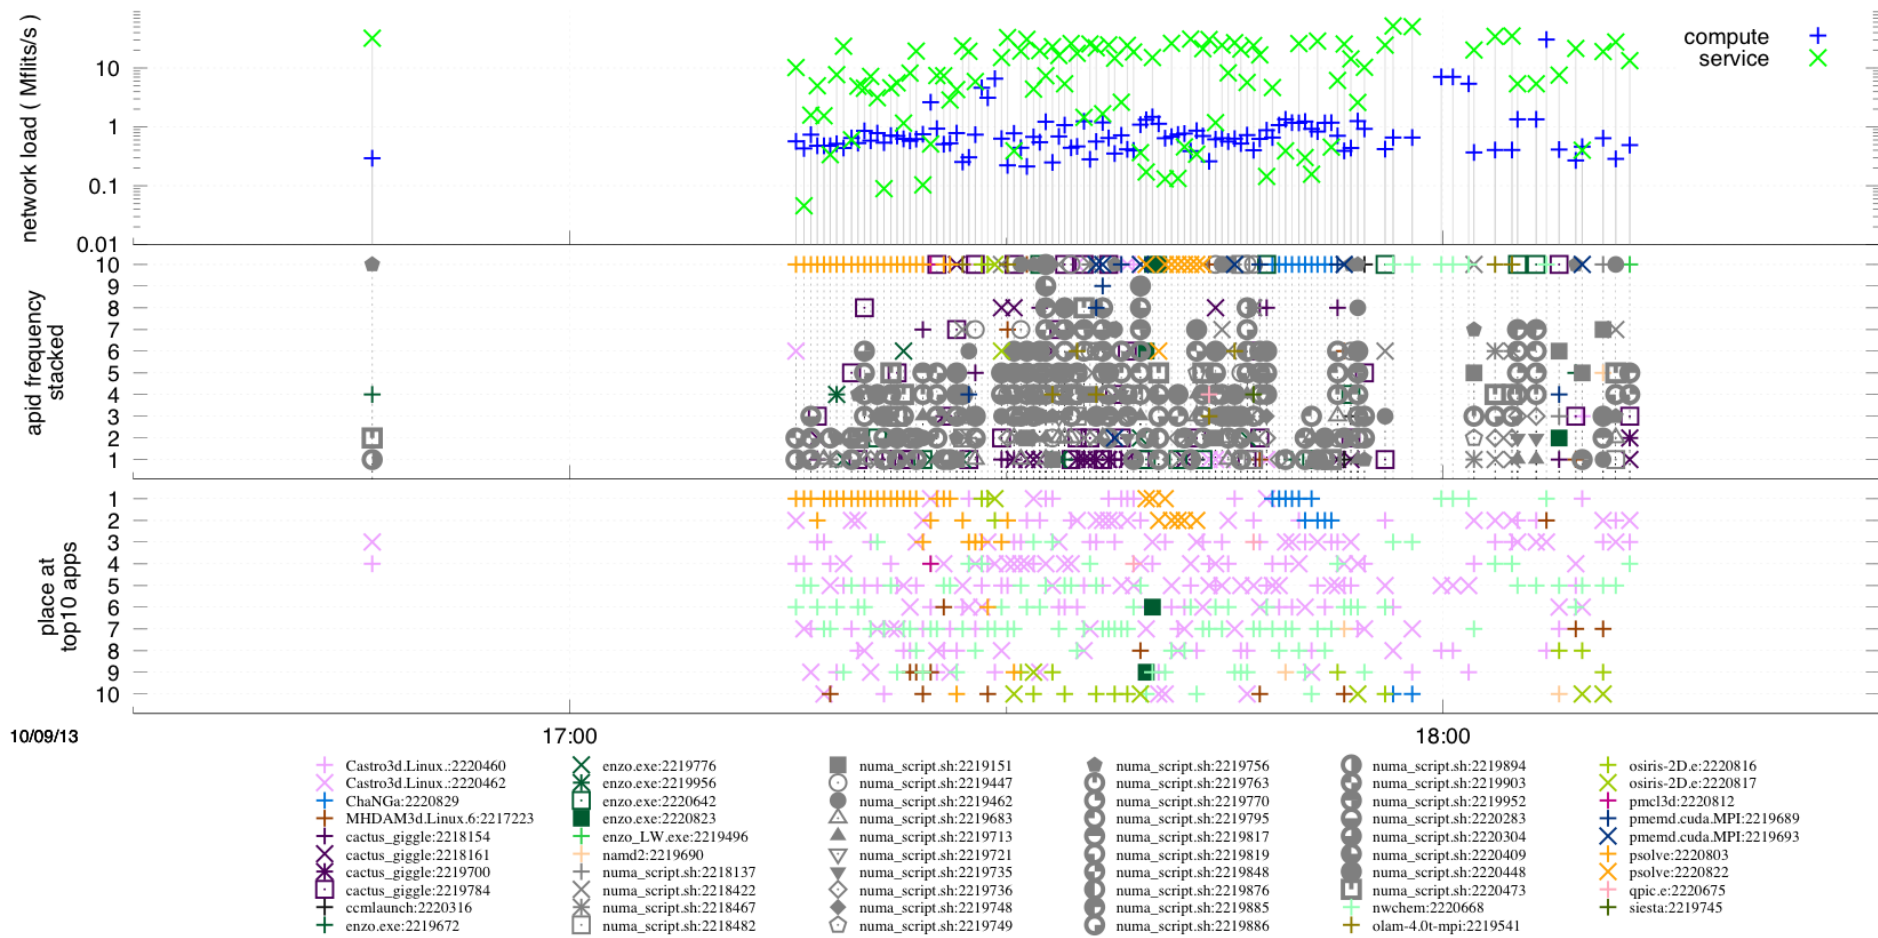 network load ( Mflits/s )
10
1
0.1
0.01
compute
service
apid frequency
stacked
10
9
8
7
6
5
4
3
2
1
place at
top10 apps
1
2
3
4
5
6
7
8
9
10
10/09/13
17:00
18:00
Castro3d.Linux.:2220460
Castro3d.Linux.:2220462
ChaNGa:2220829
MHDAM3d.Linux.6:2217223
cactus_giggle:2218154
cactus_giggle:2218161
cactus_giggle:2219700
cactus_giggle:2219784
ccmlaunch:2220316
enzo.exe:2219672
enzo.exe:2219776
enzo.exe:2219956
enzo.exe:2220642
enzo.exe:2220823
enzo_LW.exe:2219496
namd2:2219690
numa_script.sh:2218137
numa_script.sh:2218422
numa_script.sh:2218467
numa_script.sh:2218482
numa_script.sh:2219151
numa_script.sh:2219447
numa_script.sh:2219462
numa_script.sh:2219683
numa_script.sh:2219713
numa_script.sh:2219721
numa_script.sh:2219735
numa_script.sh:2219736
numa_script.sh:2219748
numa_script.sh:2219749
numa_script.sh:2219756
numa_script.sh:2219763
numa_script.sh:2219770
numa_script.sh:2219795
numa_script.sh:2219817
numa_script.sh:2219819
numa_script.sh:2219848
numa_script.sh:2219876
numa_script.sh:2219885
numa_script.sh:2219886
numa_script.sh:2219894
numa_script.sh:2219903
numa_script.sh:2219952
numa_script.sh:2220283
numa_script.sh:2220304
numa_script.sh:2220409
numa_script.sh:2220448
numa_script.sh:2220473
nwchem:2220668
olam-4.0t-mpi:2219541
osiris-2D.e:2220816
osiris-2D.e:2220817
pmcl3d:2220812
pmemd.cuda.MPI:2219689
pmemd.cuda.MPI:2219693
psolve:2220803
psolve:2220822
qpic.e:2220675
siesta:2219745